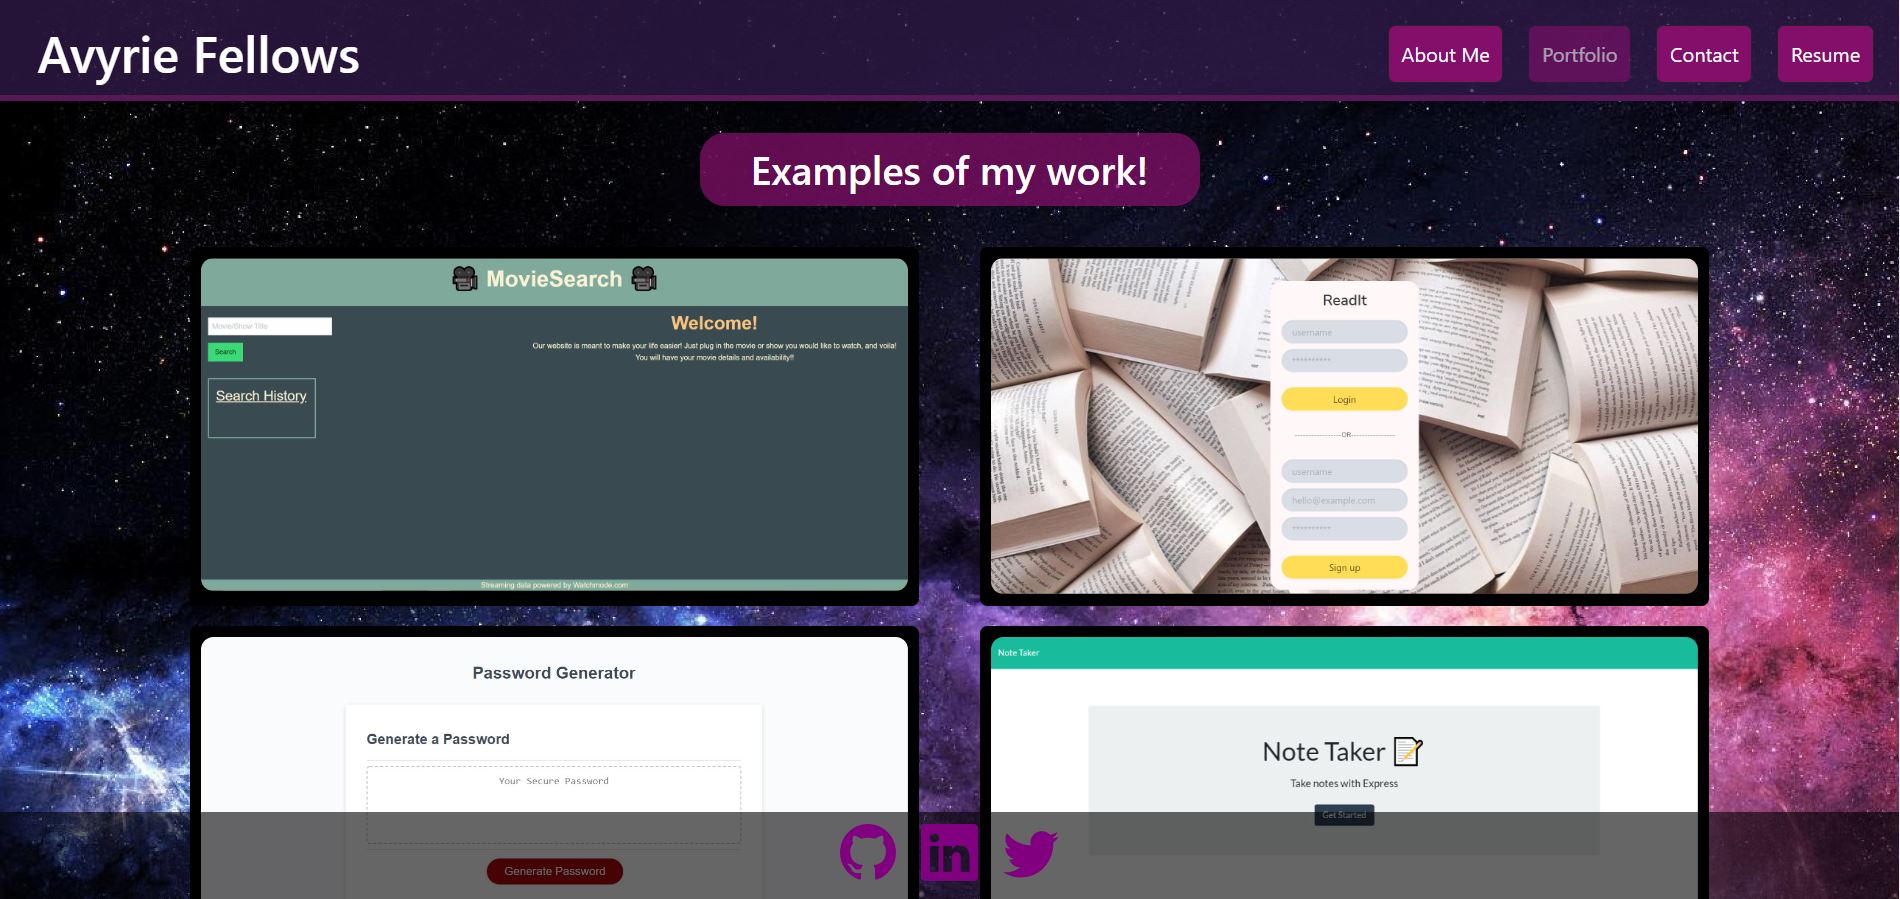 Avyrie Fellows
About Me
Portfolio
Contact
Resume
Examples of my work!
MovieSearch
Movie/Show Title
Search
Search History
Welcome!
Our website is meant to make your life easier! Just plug in the movie or show you would like to watch, and voila!
You will have your movie details and availability!!
Streaming data powered by Watchmode.com
ReadIt
username
**********
Login
-------------------OR------------------
username
hello@example.com
**********
Sign up
Password Generator
Generate a Password
Your Secure Password
Generate Password
Note Taker
Note Taker 📝
Take notes with Express
Get Started
in